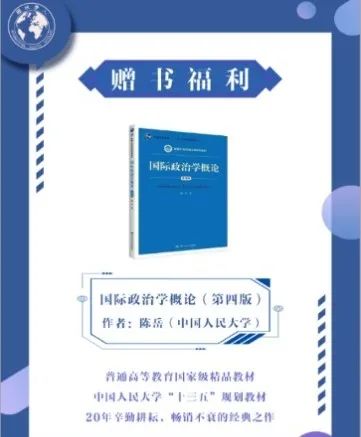 赠书福利
国际政治学概论
国际政治学概论（第四版）
作者：陈岳（中国人民大学）
普通高等教育国家级精品教材
中国人民大学“十三五”规划教材
20年辛勤耕耘，畅销不衰的经典之作